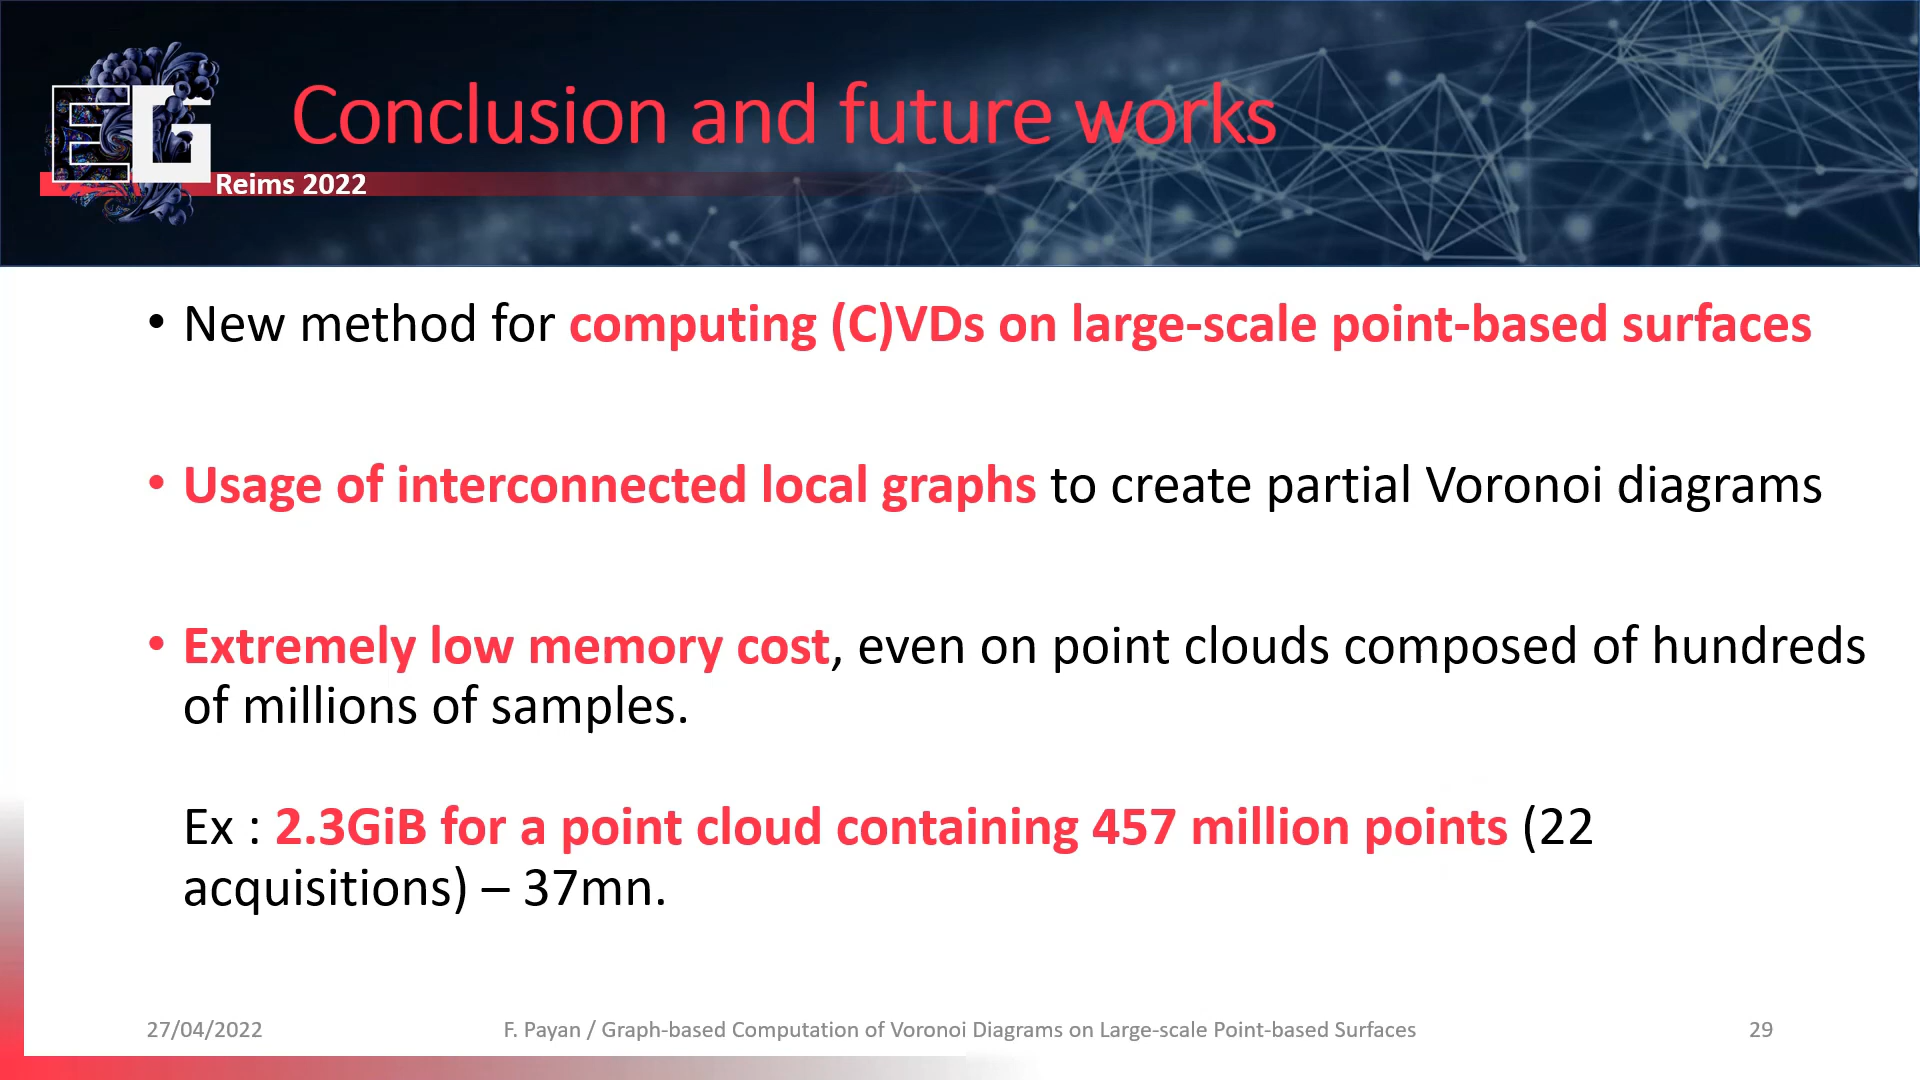 EG
Conclusion and future works
Reims 2022
• New method for computing (C)VDs on large-scale point-based surfaces
• Usage of interconnected local graphs to create partial Voronoi diagrams
• Extremely low memory cost, even on point clouds composed of hundreds
of millions of samples.
Ex : 2.3GiB for a point cloud containing 457 million points (22
acquisitions) – 37mn.
27/04/2022
F. Payan / Graph-based Computation of Voronoi Diagrams on Large-scale Point-based Surfaces
29